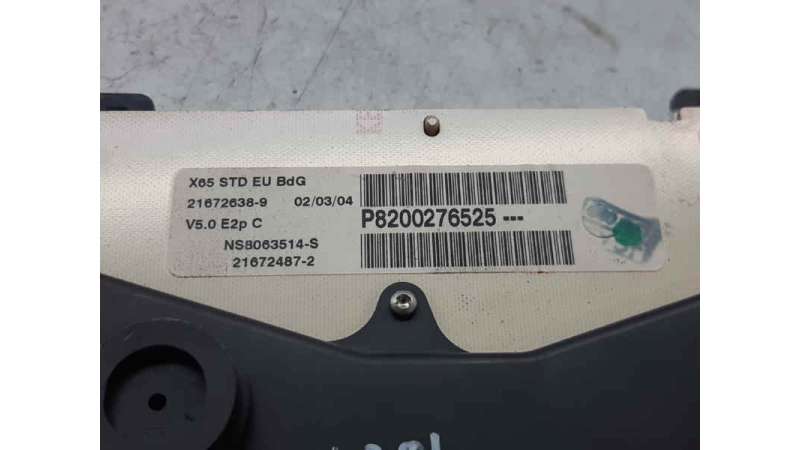 X65 STD EU BdG
21672638-9 02/03/04
V5.0 E2p C
P8200276525---
NS8063514-S
21672487-2